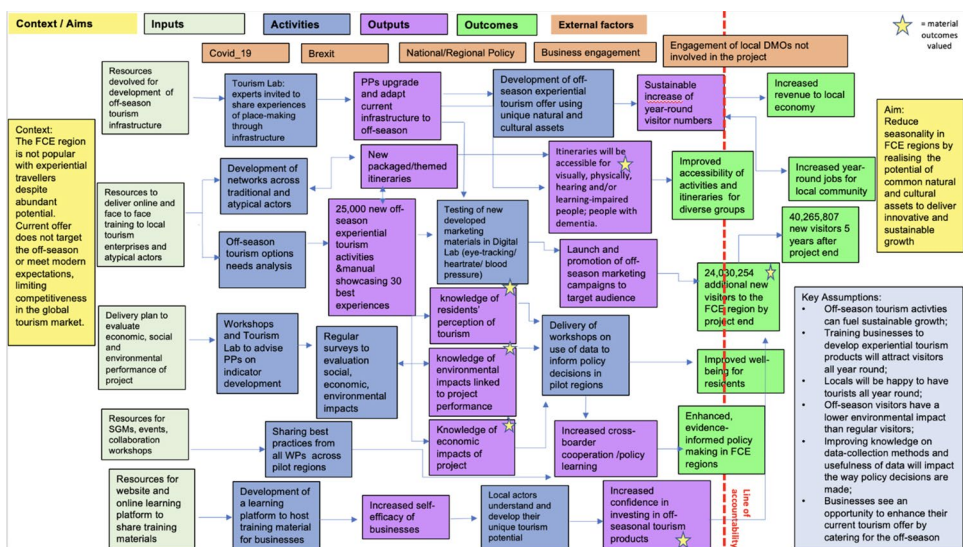 Context / Aims
Inputs
Activities
Outputs
Outcomes
External factors
= material
outcomes
valued
Covid_19
Brexit
National/Regional Policy
Business engagement
Engagement of local DMOs not
involved in the project
Context:
The FCE region is
not popular with
experiential
travellers
despite
abundant
potential.
Current offer
does not target
the off-season
or meet modern
expectations,
limiting
competitiveness
in the global
tourism market.
Resources
devolved for
development of
off-season
tourism
infrastructure
Tourism Lab:
experts invited to
share experiences
of place-making
through
infrastructure
PPs upgrade and
adapt current
infrastructure to
off-season
Development of off-
season experiential
tourism offer using
unique natural and
cultural assets
Sustainable
increase of
year-round
visitor numbers
Increased
revenue to local
economy
Resources to
deliver online and
face to face
training to local
tourism
enterprises and
atypical actors
Development of
networks across
traditional and
atypical actors
New
packaged/themed
itineraries
Itineraries will be
accessible for
visually, physically,
hearing and/or
learning-impaired
people; people with
dementia.
Improved
accessibility of
activities and
itineraries for
diverse groups
Increased year-
round jobs for
local community
Off-season
tourism options
needs analysis
25,000 new off-
season
experiential
tourism
activities
&manual
showcasing 30
best
experiences
Testing of new
developed
marketing
materials in Digital
Lab (eye-tracking/
heartrate/ blood
pressure)
Launch and
promotion of off-
season marketing
campaigns to
target audience
24,030,254
additional new
visitors to the
FCE region by
project end
40,265,807
new visitors 5
years after
project end
Aim:
Reduce
seasonality in
FCE regions by
realising the
potential of
common natural
and cultural
assets to deliver
innovative and
sustainable
growth
Delivery plan to
evaluate
economic, social
and
environmental
performance of
project
Workshops
and Tourism
Lab to advise
PPs on
indicator
development
Regular
surveys to
evaluation
social,
economic,
environmental
impacts
knowledge of
residents'
perception of
tourism
knowledge of
environmental
impacts linked
to project
performance
Knowledge of
economic
impacts of
project
Delivery of
workshops on
use of data to
inform policy
decisions in
pilot regions
Improved well-
being for
residents
Resources for
SGMs, events,
collaboration
workshops
Sharing best
practices from
all WPs across
pilot regions
Increased cross-
boarder
cooperation /policy
learning
Enhanced,
evidence-
informed policy
making in FCE
regions
Resources for
website and
online learning
platform to
share training
materials
Development of
a learning
platform to host
training material
for businesses
Increased self-
efficacy of
businesses
Local actors
understand and
develop their
unique tourism
potential
Increased
confidence in
investing in off-
seasonal tourism
products
Line of
accountability
Key Assumptions:
• Off-season tourism activties
can fuel sustainable growth;
• Training businesses to
develop experiential tourism
products will attract visitors
all year round;
• Locals will be happy to have
tourists all year round;
• Off-season visitors have a
lower environmental impact
than regular visitors;
• Improving knowledge on
data-collection methods and
usefulness of data will impact
the way policy decisions are
made;
• Businesses see an
opportunity to enhance their
current tourism offer by
catering for the off-season